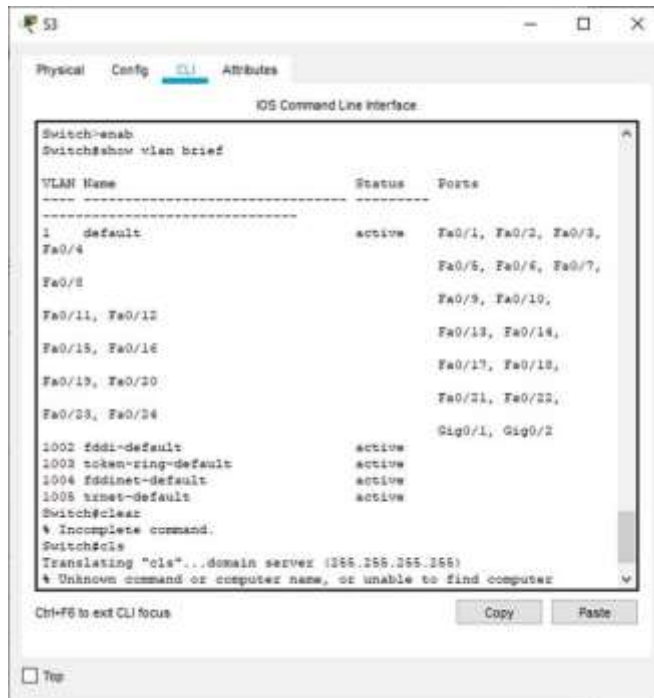 S3
Physical Config CLI Attributes
IOS Command Line Interface
Switch>enab
Switch#show vlan brief
VLAN Name Status Ports
---- -------------------------------- ---------
-------------------------------
1 default active Fa0/1, Fa0/2, Fa0/3,
Fa0/4
Fa0/5, Fa0/6, Fa0/7,
Fa0/8
Fa0/9, Fa0/10,
Fa0/11, Fa0/12
Fa0/13, Fa0/14,
Fa0/15, Fa0/16
Fa0/17, Fa0/18,
Fa0/19, Fa0/20
Fa0/21, Fa0/22,
Fa0/23, Fa0/24
Gig0/1, Gig0/2
1002 fddi-default active
1003 token-ring-default active
1004 fddinet-default active
1005 trnet-default active
Switch#clear
% Incomplete command.
Switch#cls
Translating "cls"...domain server (255.255.255.255)
% Unknown command or computer name, or unable to find computer
Ctrl+F6 to exit CLI focus
Copy
Paste
Top